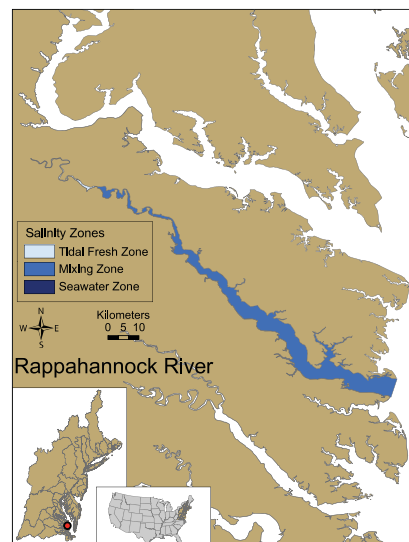 Salinity Zones
Tidal Fresh Zone
Mixing Zone
Seawater Zone
N
W E
S
Kilometers
0 5 10
Rappahannock River